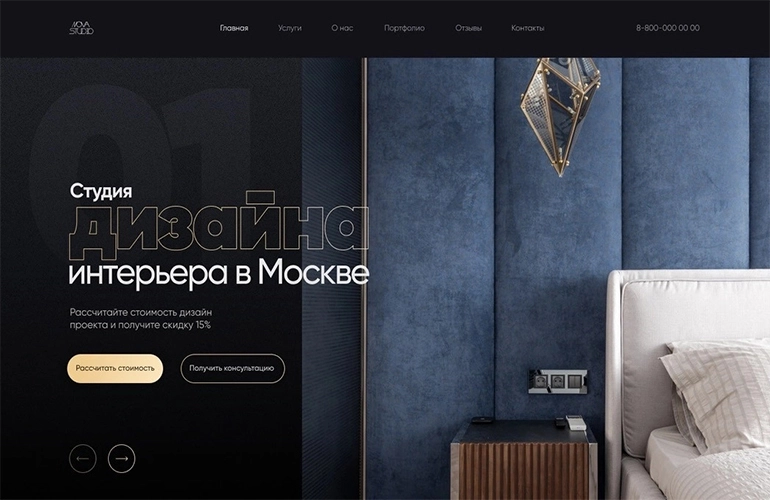 NOVA
STUDIO
Главная Услуги О нас Портфолио Отзывы Контакты 8-800-000 00 00
01
Студия
дизайна
интерьера в Москве
Рассчитайте стоимость дизайн
проекта и получите скидку 15%
Рассчитать стоимость Получить консультацию